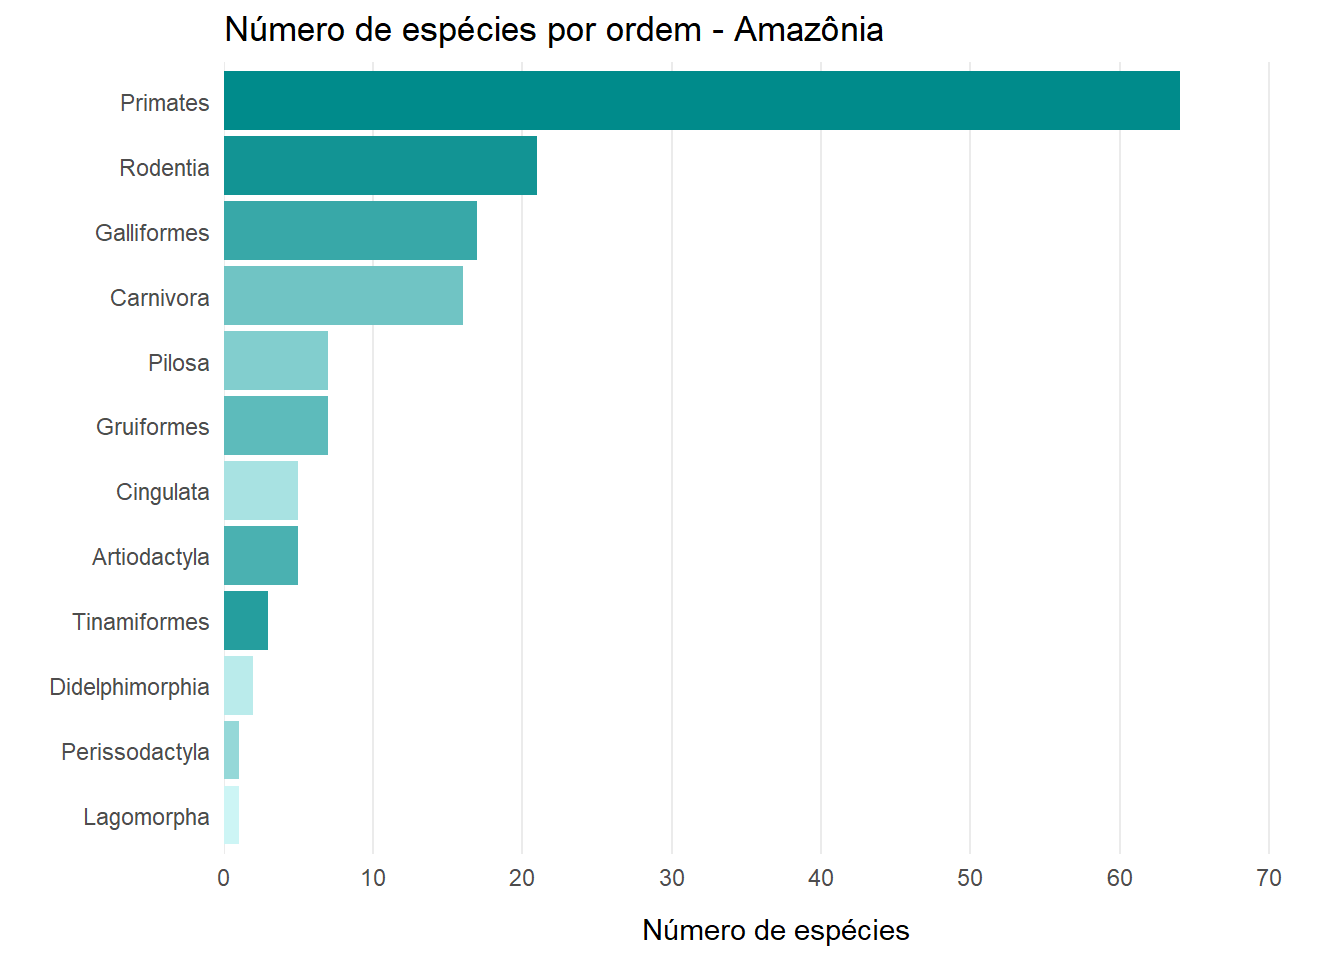 Número de espécies por ordem - Amazônia
Primates
Rodentia
Galliformes
Carnivora
Pilosa
Gruiformes
Cingulata
Artiodactyla
Tinamiformes
Didelphimorphia
Perissodactyla
Lagomorpha
0 10 20 30 40 50 60 70
Número de espécies